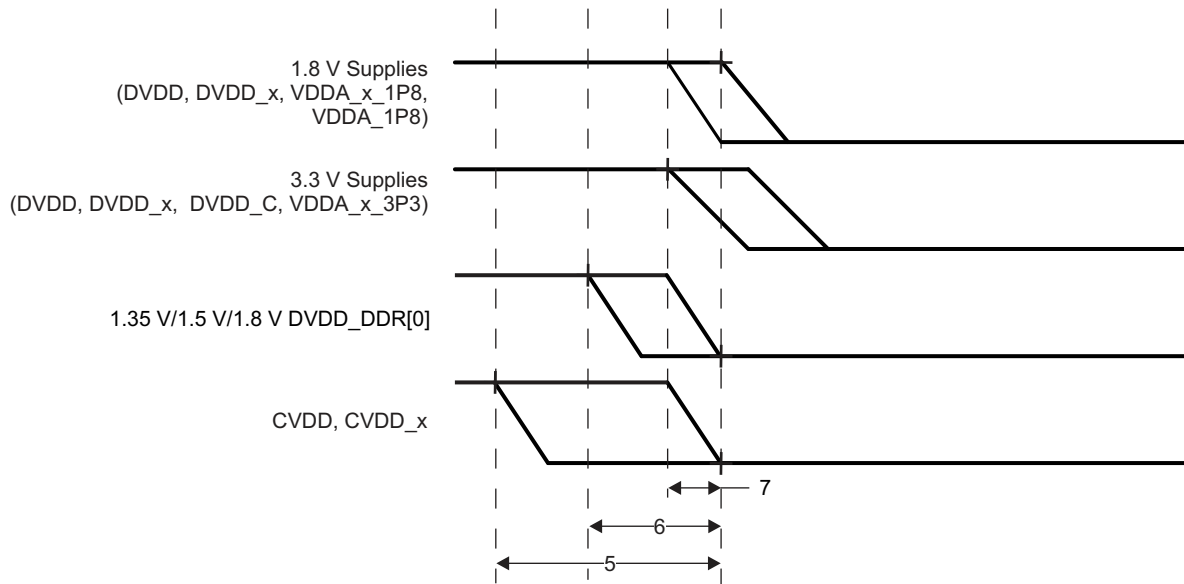 1.8 V Supplies
(DVDD, DVDD_x, VDDA_x_1P8,
VDDA_1P8)
3.3 V Supplies
(DVDD, DVDD_x, DVDD_C, VDDA_x_3P3)
1.35 V/1.5 V/1.8 V DVDD_DDR[0]
CVDD, CVDD_x
7
6
5